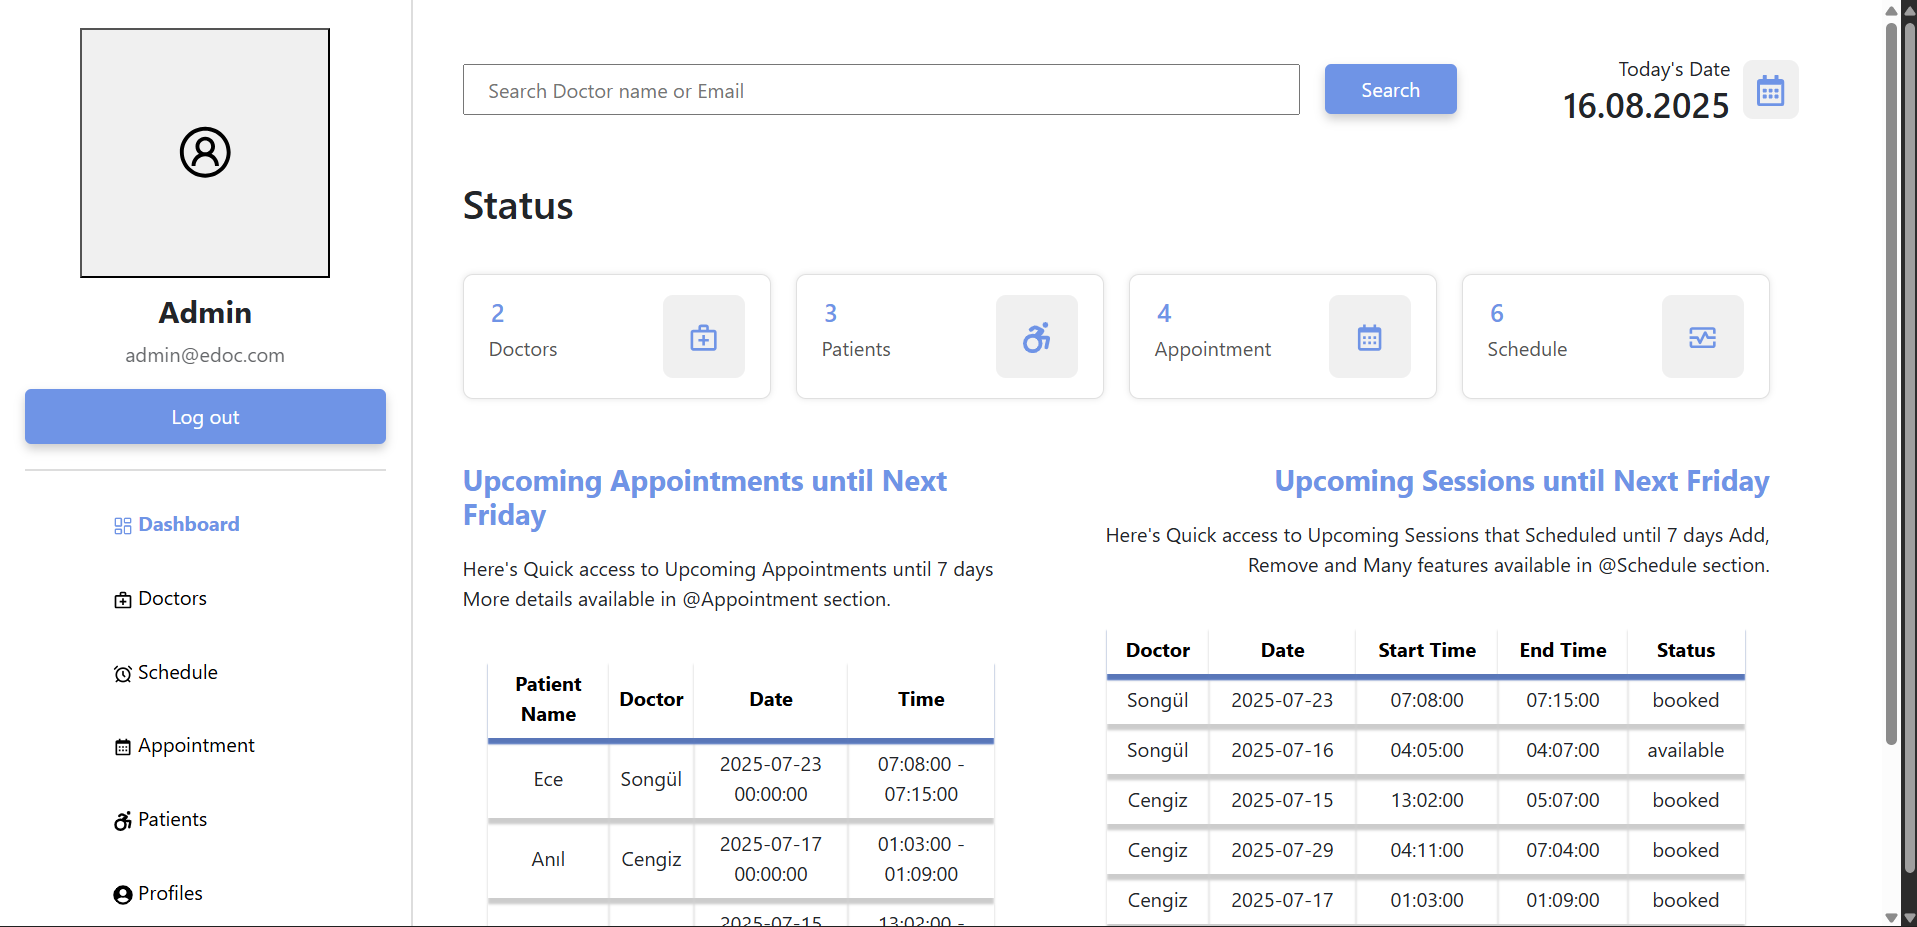 Admin
admin@edoc.com
Log out
Dashboard
Doctors
Schedule
Appointment
Patients
Profiles
Search Doctor name or Email
Search
Today's Date
16.08.2025
Status
2
Doctors
3
Patients
4
Appointment
6
Schedule
Upcoming Appointments until Next
Friday
Here's Quick access to Upcoming Appointments until 7 days
More details available in @Appointment section.
Patient Name Doctor Date Time
Ece Songül 2025-07-23 00:00:00 07:08:00 - 07:15:00
Anıl Cengiz 2025-07-17 00:00:00 01:03:00 - 01:09:00
2025-07-15 13:02:00 -
Upcoming Sessions until Next Friday
Here's Quick access to Upcoming Sessions that Scheduled until 7 days Add,
Remove and Many features available in @Schedule section.
Doctor Date Start Time End Time Status
Songül 2025-07-23 07:08:00 07:15:00 booked
Songül 2025-07-16 04:05:00 04:07:00 available
Cengiz 2025-07-15 13:02:00 05:07:00 booked
Cengiz 2025-07-29 04:11:00 07:04:00 booked
Cengiz 2025-07-17 01:03:00 01:09:00 booked